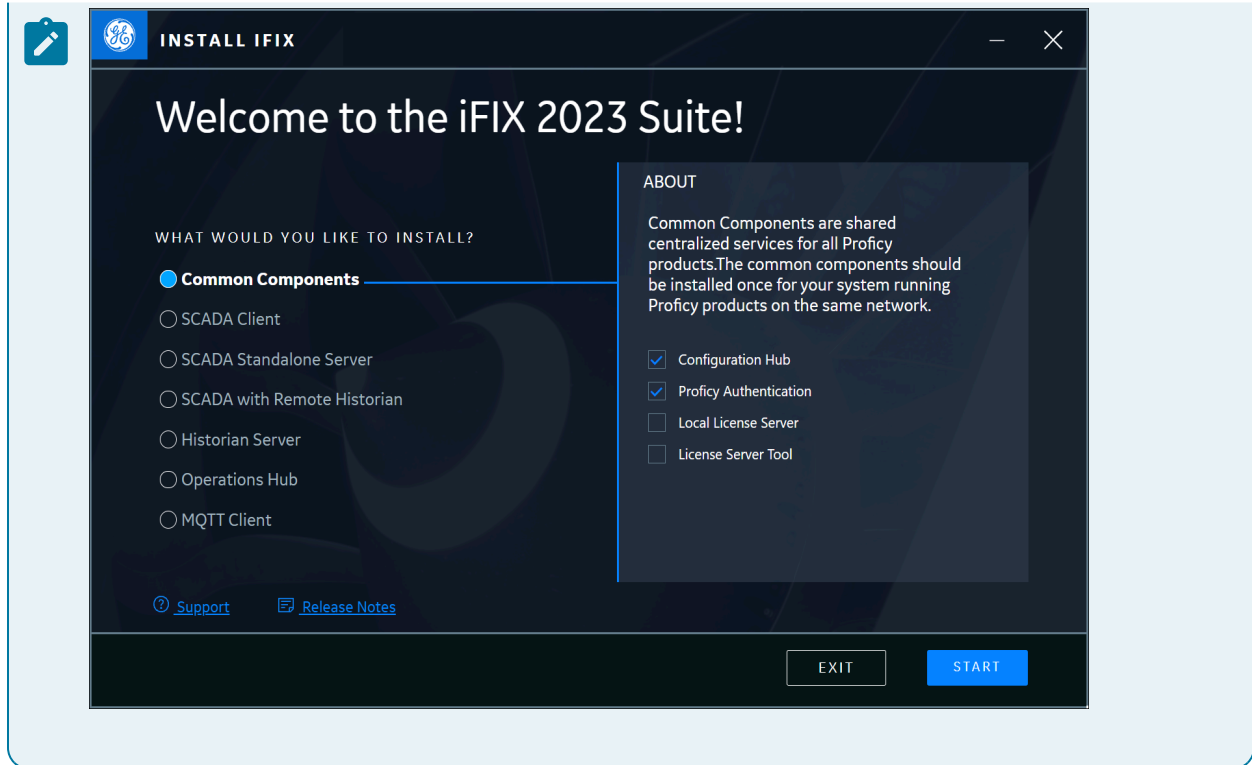 INSTALL IFIX
Welcome to the iFIX 2023 Suite!
WHAT WOULD YOU LIKE TO INSTALL?
Common Components
SCADA Client
SCADA Standalone Server
SCADA with Remote Historian
Historian Server
Operations Hub
MQTT Client
ABOUT
Common Components are shared
centralized services for all Proficy
products.The common components should
be installed once for your system running
Proficy products on the same network.
Configuration Hub
Proficy Authentication
Local License Server
License Server Tool
Support
Release Notes
EXIT
START